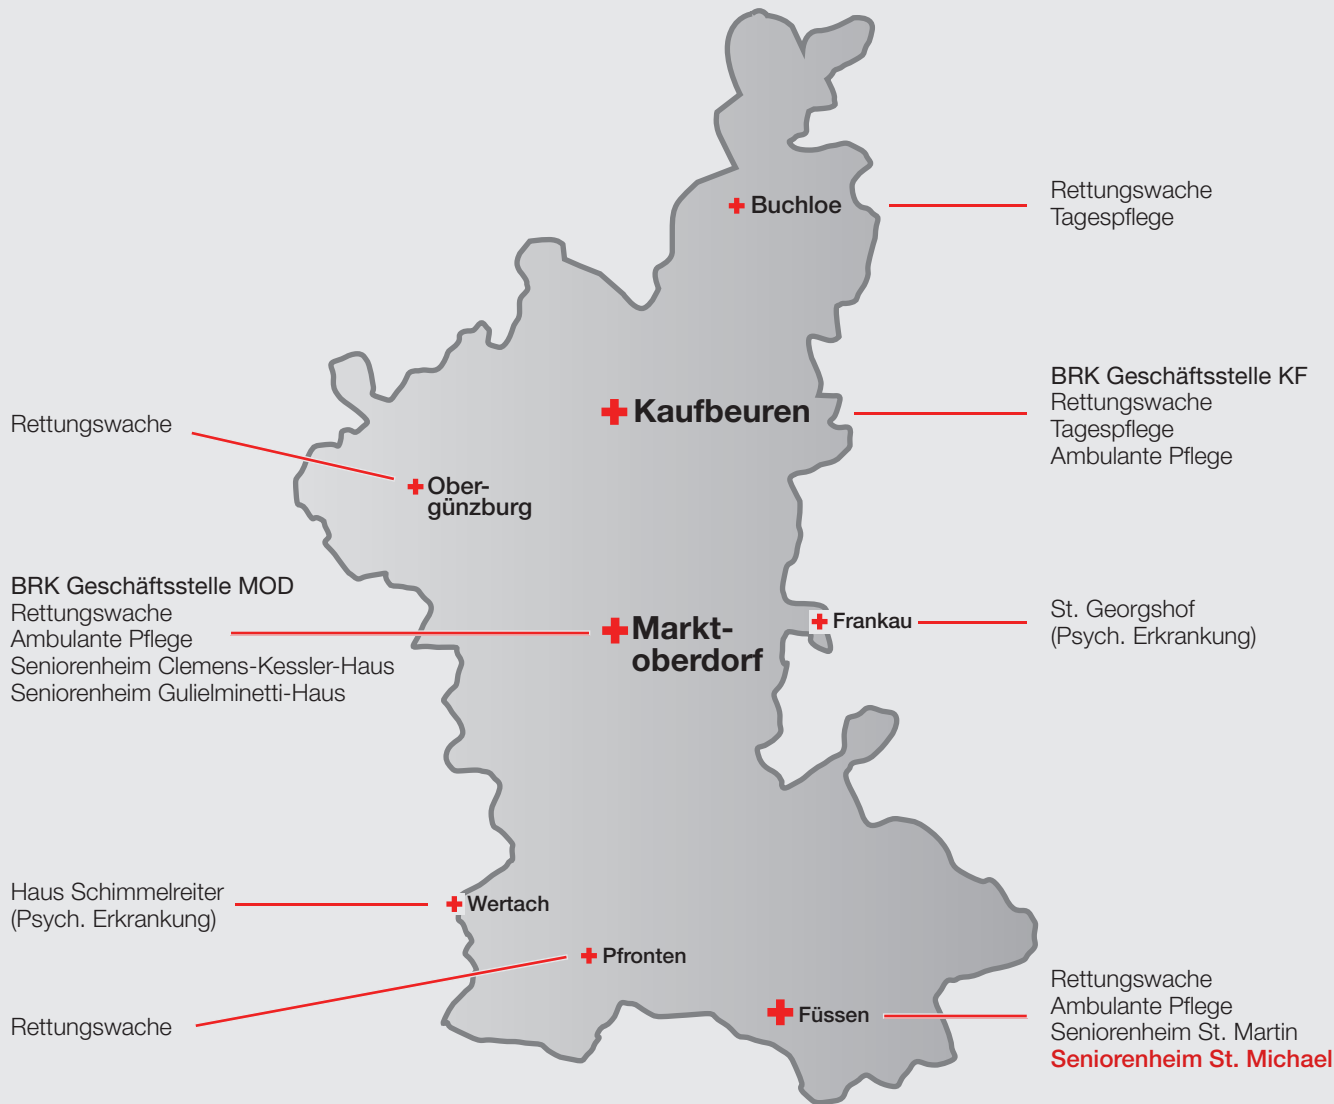 Buchloe
Rettungswache
Tagespflege
BRK Geschäftsstelle KF
Rettungswache
Tagespflege
Ambulante Pflege
Kaufbeuren
Rettungswache
Ober-
günzburg
BRK Geschäftsstelle MOD
Rettungswache
Ambulante Pflege
Seniorenheim Clemens-Kessler-Haus
Seniorenheim Gulielminetti-Haus
Markt-
oberdorf
Frankau
St. Georgshof
(Psych. Erkrankung)
Haus Schimmelreiter
(Psych. Erkrankung)
Wertach
Pfronten
Rettungswache
Füssen
Rettungswache
Ambulante Pflege
Seniorenheim St. Martin
Seniorenheim St. Michael